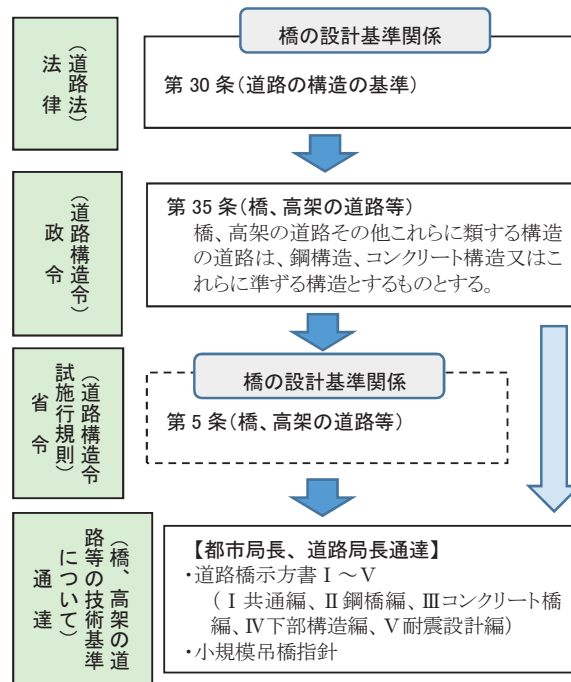 橋の設計基準関係
法律
（道路法）
第30条（道路の構造の基準）
政令
（道路構造令）
第35条（橋、高架の道路等）
橋、高架の道路その他これらに類する構造
の道路は、鋼構造、コンクリート構造又はこ
れらに準ずる構造とするものとする。
省令
（道路構造令
試施行規則）
橋の設計基準関係
第5条（橋、高架の道路等）
通達
（橋、高架の道
路等の技術基準
について）
【都市局長、道路局長通達】
・道路橋示方書Ⅰ～Ⅴ
（Ⅰ共通編、Ⅱ鋼橋編、Ⅲコンクリート橋
編、Ⅳ下部構造編、Ⅴ耐震設計編）
・小規模吊橋指針